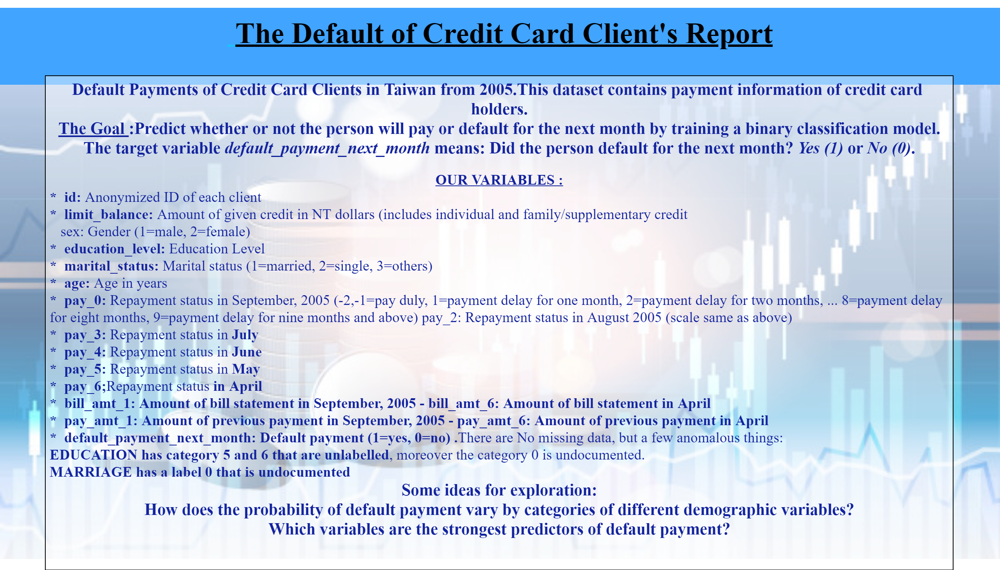 The Default of Credit Card Client's Report
Default Payments of Credit Card Clients in Taiwan from 2005.This dataset contains payment information of credit card
holders.
The Goal :Predict whether or not the person will pay or default for the next month by training a binary classification model.
The target variable default_payment_next_month means: Did the person default for the next month? Yes (1) or No (0).
OUR VARIABLES :
* id: Anonymized ID of each client
* limit_balance: Amount of given credit in NT dollars (includes individual and family/supplementary credit
sex: Gender (1=male, 2=female)
* education_level: Education Level
* marital_status: Marital status (1=married, 2=single, 3=others)
* age: Age in years
* pay_0: Repayment status in September, 2005 (-2,-1=pay duly, 1=payment delay for one month, 2=payment delay for two months, ... 8=payment delay
for eight months, 9=payment delay for nine months and above) pay_2: Repayment status in August 2005 (scale same as above)
* pay_3: Repayment status in July
* pay_4: Repayment status in June
* pay_5: Repayment status in May
* pay_6;Repayment status in April
* bill_amt_1: Amount of bill statement in September, 2005 - bill_amt_6: Amount of bill statement in April
* pay_amt_1: Amount of previous payment in September, 2005 - pay_amt_6: Amount of previous payment in April
* default_payment_next_month: Default payment (1=yes, 0=no) .There are No missing data, but a few anomalous things:
EDUCATION has category 5 and 6 that are unlabelled, moreover the category 0 is undocumented.
MARRIAGE has a label 0 that is undocumented
Some ideas for exploration:
How does the probability of default payment vary by categories of different demographic variables?
Which variables are the strongest predictors of default payment?